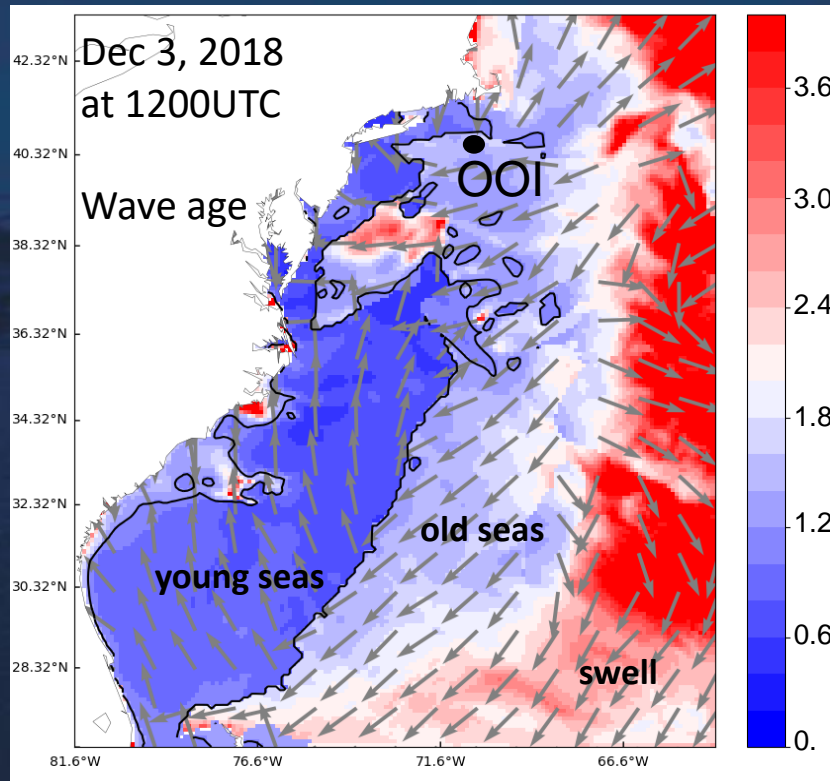 Dec 3, 2018
at 1200UTC
Wave age
OOI
old seas
young seas
swell
42.32°N
40.32°N
38.32°N
36.32°N
34.32°N
32.32°N
30.32°N
28.32°N
81.6°W 76.6°W 71.6°W 66.6°W
3.6
3.0
2.4
1.8
1.2
0.6
0.